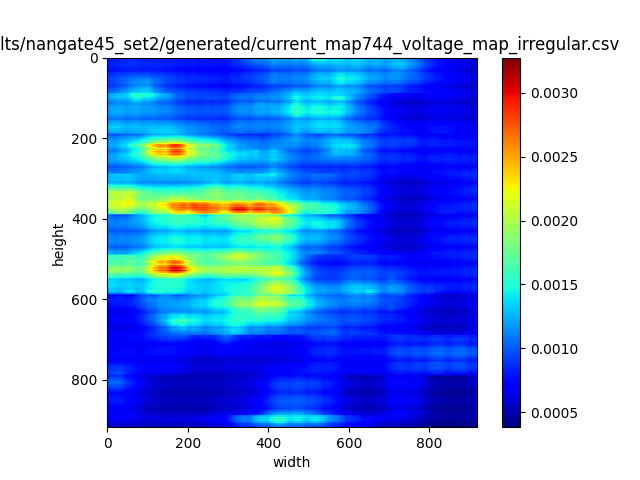 lts/nangate45_set2/generated/current_map744_voltage_map_irregular.csv
0
200
400
600
800
height
0 200 400 600 800
width
0.0030
0.0025
0.0020
0.0015
0.0010
0.0005